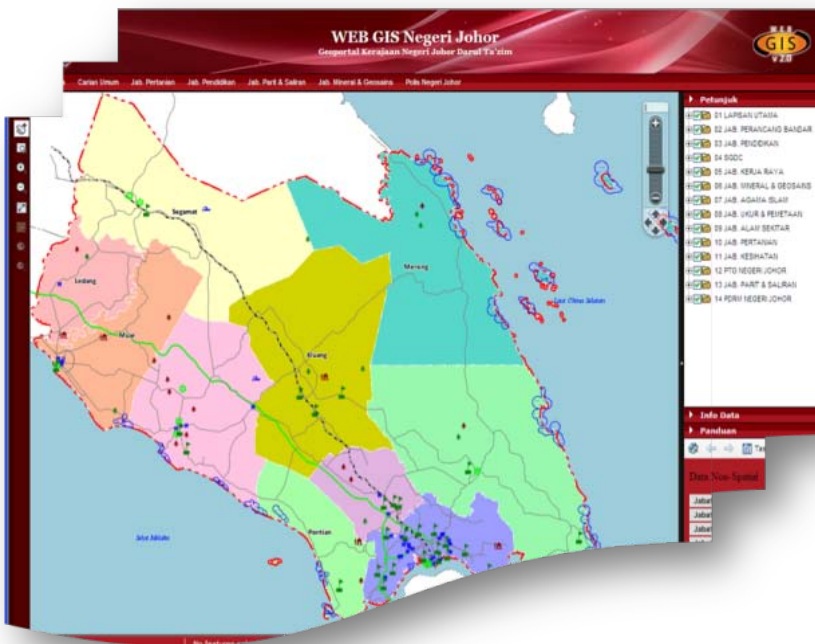 WEB GIS Negeri Johor
Geoportal Kerajaan Negeri Johor Darul Ta'zim
WEB
GIS
V 2.0
Carian Umum Jab. Pertanian Jab. Pendidikan Jab. Parit & Saliran Jab. Mineral & Geosains Polis Negeri Johor
Petunjuk
01 LAPISAN UTAMA
02 JAB. PERANCANG BANDAR
03 JAB. PENDIDIKAN
04 SGDC
05 JAB. KERJA RAYA
06 JAB. MINERAL & GEOSAINS
07 JAB. AGAMA ISLAM
08 JAB. UKUR & PEMETAAN
09 JAB. ALAM SEKITAR
10 JAB. PERTANIAN
11 JAB. KESIHATAN
12 PTG NEGERI JOHOR
13 JAB. PARIT & SALIRAN
14 PDRM NEGERI JOHOR
Segamat
Ledang
Muar
Mersing
Kluang
Laut China Selatan
Pontian
Selat Melaka
Info Data
Panduan
Data Non-Spatial
Jabat
Jabat
Jabat